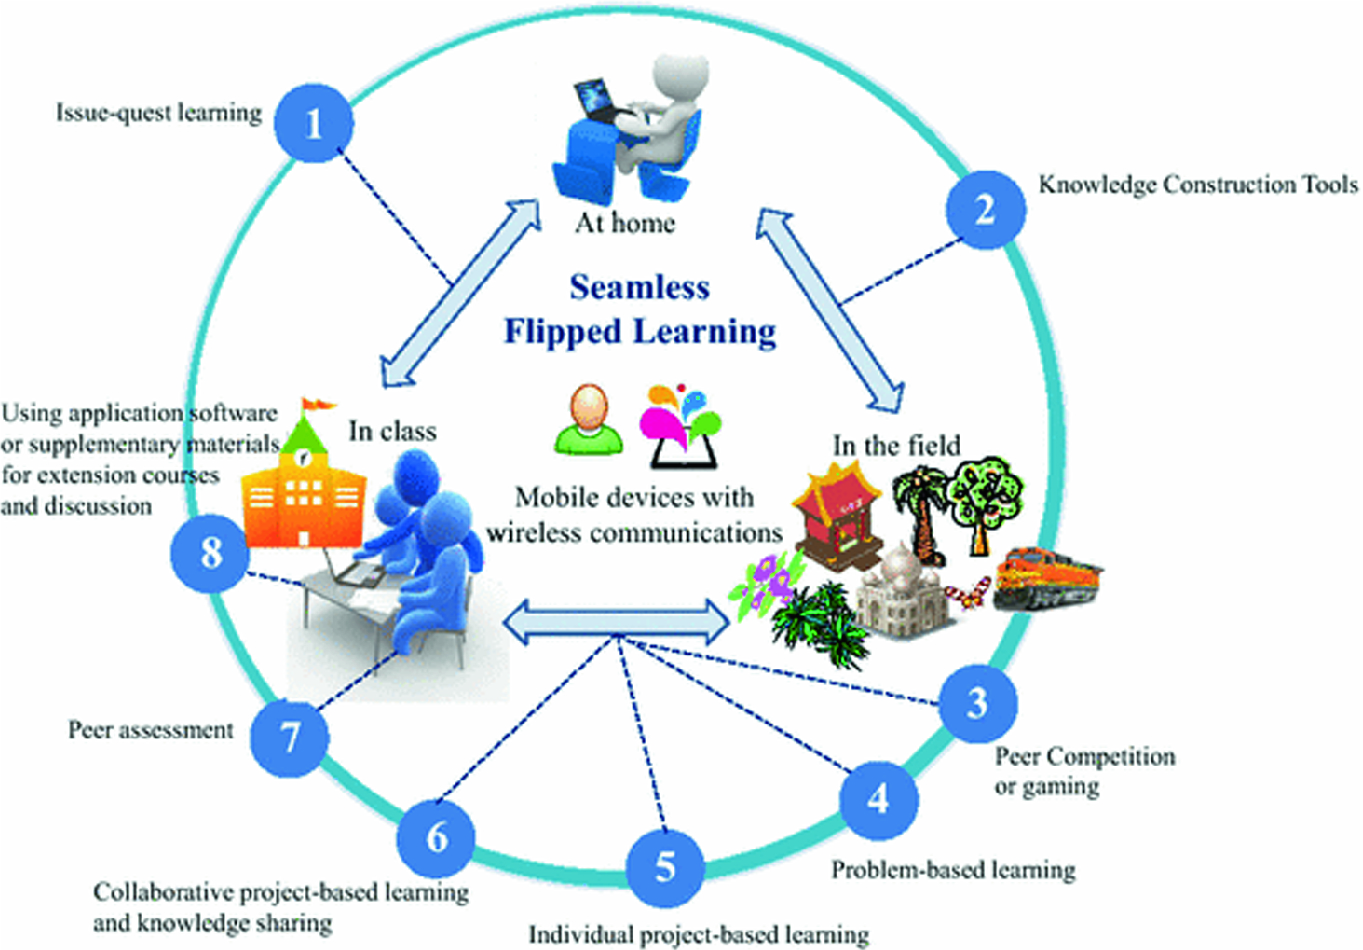 Issue-quest learning
1
At home
2
Knowledge Construction Tools
Seamless
Flipped Learning
Using application software
or supplementary materials
for extension courses
and discussion
In class
In the field
Mobile devices with
wireless communications
8
3
Peer Competition
or gaming
Peer assessment
7
4
Problem-based learning
6
Collaborative project-based learning
and knowledge sharing
5
Individual project-based learning